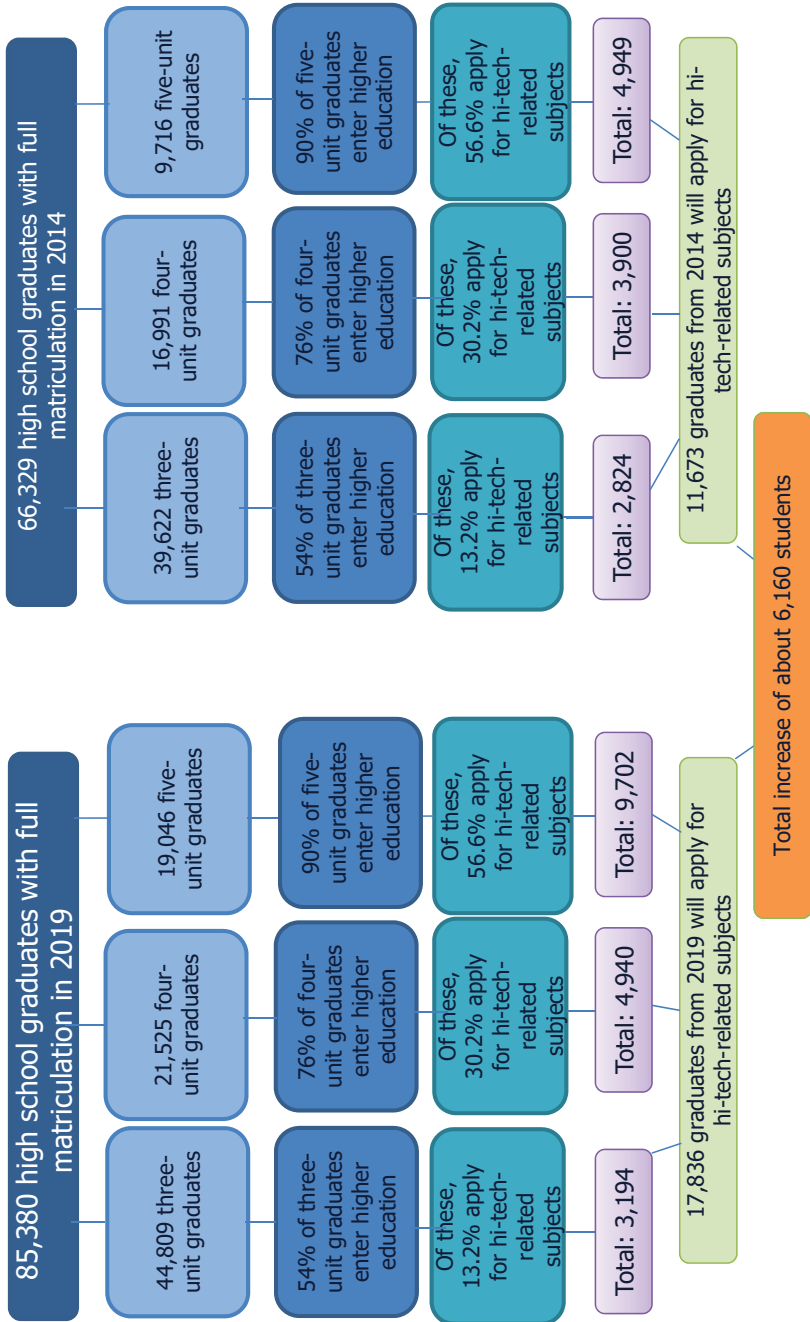 85,380 high school graduates with full
matriculation in 2019
44,809 three-
unit graduates
21,525 four-
unit graduates
19,046 five-
unit graduates
54% of three-
unit graduates
enter higher
education
76% of four-
unit graduates
enter higher
education
90% of five-
unit graduates
enter higher
education
Of these,
13.2% apply
for hi-tech-
related
subjects
Of these,
30.2% apply
for hi-tech-
related
subjects
Of these,
56.6% apply
for hi-tech-
related
subjects
Total: 3,194
Total: 4,940
Total: 9,702
17,836 graduates from 2019 will apply for
hi-tech-related subjects
66,329 high school graduates with full
matriculation in 2014
39,622 three-
unit graduates
16,991 four-
unit graduates
9,716 five-unit
graduates
54% of three-
unit graduates
enter higher
education
76% of four-
unit graduates
enter higher
education
90% of five-
unit graduates
enter higher
education
Of these,
13.2% apply
for hi-tech-
related
subjects
Of these,
30.2% apply
for hi-tech-
related
subjects
Of these,
56.6% apply
for hi-tech-
related
subjects
Total: 2,824
Total: 3,900
Total: 4,949
11,673 graduates from 2014 will apply for hi-
tech-related subjects
Total increase of about 6,160 students